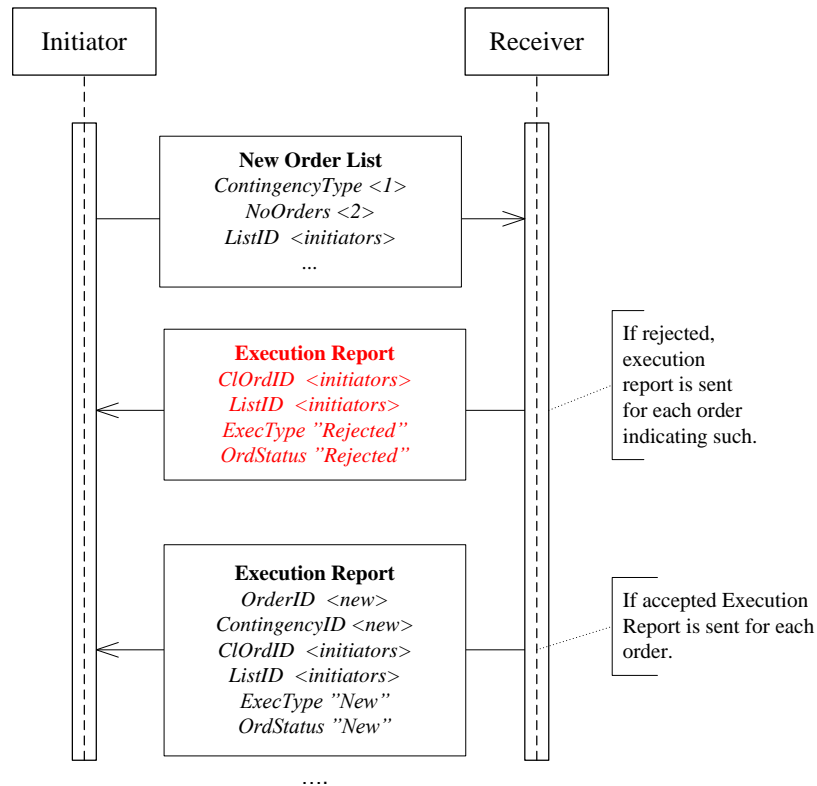 Initiator
Receiver
New Order List
ContingencyType <1>
NoOrders <2>
ListID <initiators>
...
Execution Report
ClOrdID <initiators>
ListID <initiators>
ExecType ”Rejected”
OrdStatus ”Rejected”
If rejected,
execution
report is sent
for each order
indicating such.
Execution Report
OrderID <new>
ContingencyID <new>
ClOrdID <initiators>
ListID <initiators>
ExecType ”New”
OrdStatus ”New”
If accepted Execution
Report is sent for each
order.
....